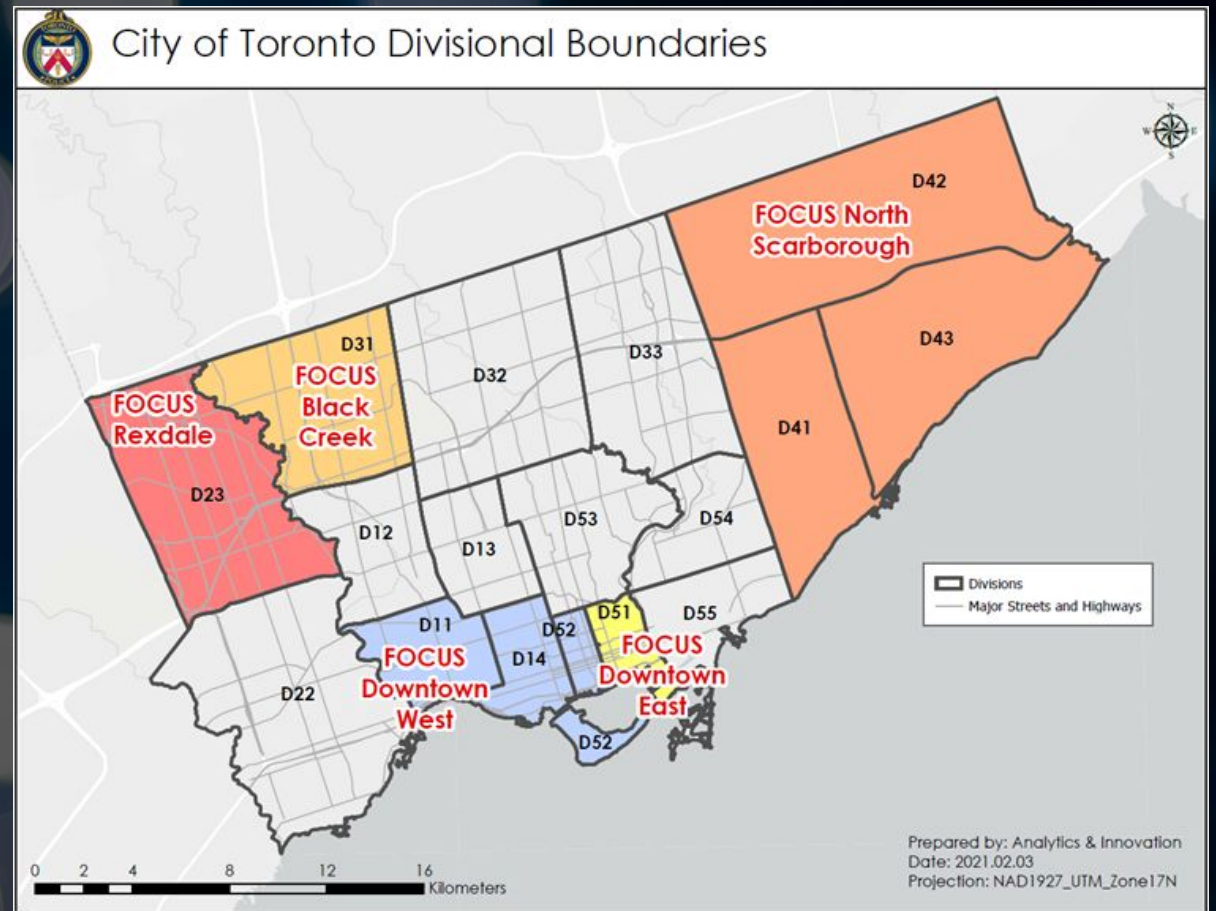 City of Toronto Divisional Boundaries
N
W
E
S
D42
FOCUS North
Scarborough
D43
D31
FOCUS
Black
Creek
D32
D33
FOCUS
Rexdale
D23
D41
D12
D13
D53
D54
Divisions
Major Streets and Highways
D11
FOCUS
Downtown
West
D14
D52
D51
D55
FOCUS
Downtown
East
D22
D52
Prepared by: Analytics & Innovation
Date: 2021.02.03
Projection: NAD1927_UTM_Zone17N
0 2 4 8 12 16
Kilometers